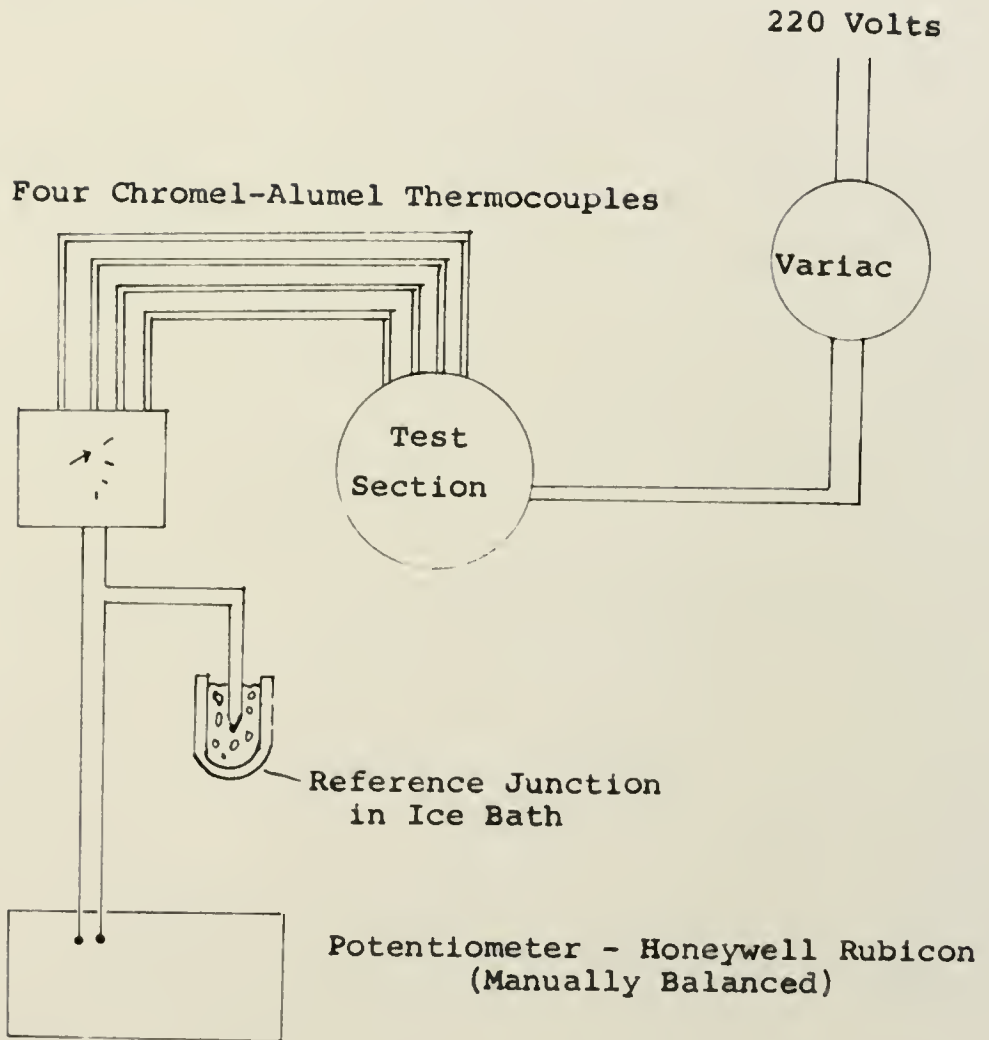 220 Volts
Four Chromel-Alumel Thermocouples
Variac
Test
Section
Reference Junction
in Ice Bath
Potentiometer - Honeywell Rubicon
(Manually Balanced)